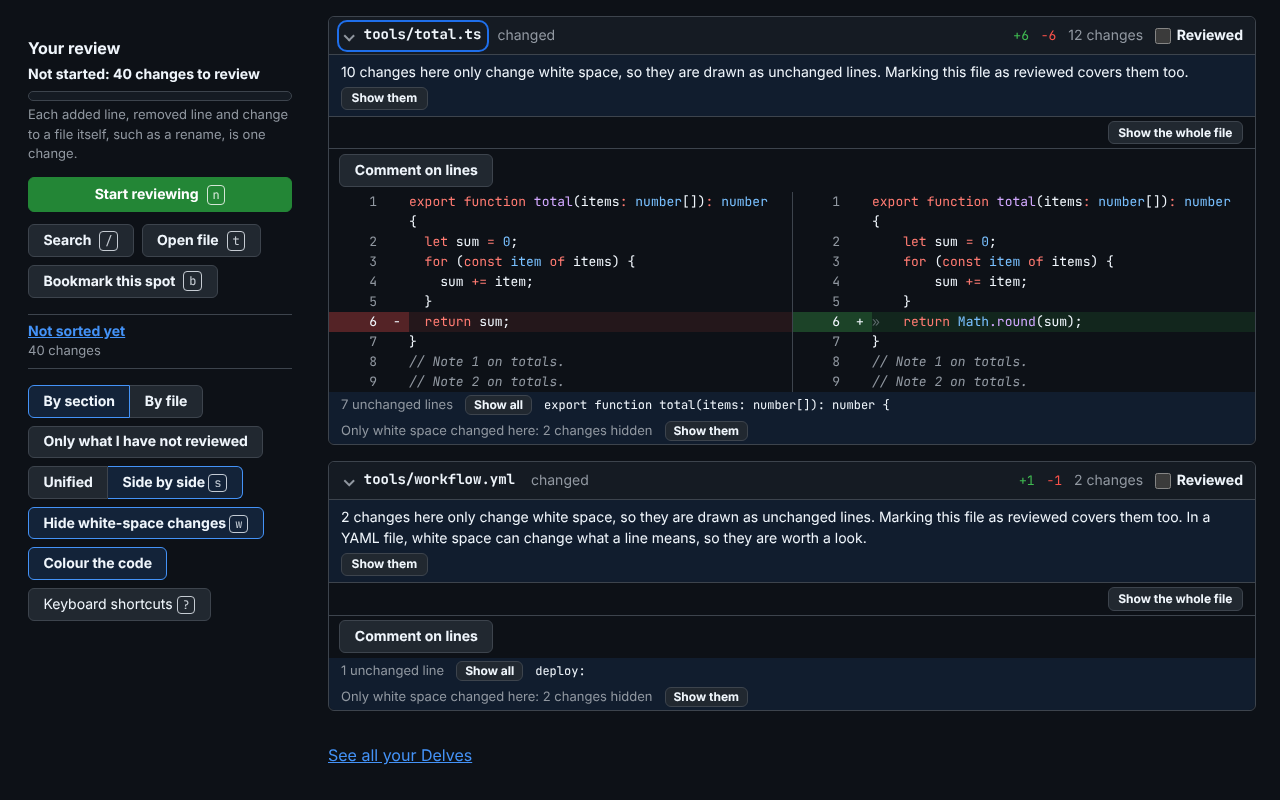 Your review
Not started: 40 changes to review
Each added line, removed line and change
to a file itself, such as a rename, is one
change.
Start reviewing n
Search / Open file t
Bookmark this spot b
Not sorted yet
40 changes
By section By file
Only what I have not reviewed
Unified Side by side s
Hide white-space changes w
Colour the code
Keyboard shortcuts ?
tools/total.ts changed +6 -6 12 changes Reviewed
10 changes here only change white space, so they are drawn as unchanged lines. Marking this file as reviewed covers them too.
Show them
Show the whole file
Comment on lines
1 export function total(items: number[]): number 1 export function total(items: number[]): number
{ {
2 let sum = 0; 2 let sum = 0;
3 for (const item of items) { 3 for (const item of items) {
4 sum += item; 4 sum += item;
5 } 5 }
6 - return sum; 6 + » return Math.round(sum);
7 } 7 }
8 // Note 1 on totals. 8 // Note 1 on totals.
9 // Note 2 on totals. 9 // Note 2 on totals.
7 unchanged lines Show all export function total(items: number[]): number {
Only white space changed here: 2 changes hidden Show them
tools/workflow.yml changed +1 -1 2 changes Reviewed
2 changes here only change white space, so they are drawn as unchanged lines. Marking this file as reviewed covers them too. In a
YAML file, white space can change what a line means, so they are worth a look.
Show them
Show the whole file
Comment on lines
1 unchanged line Show all deploy:
Only white space changed here: 2 changes hidden Show them
See all your Delves